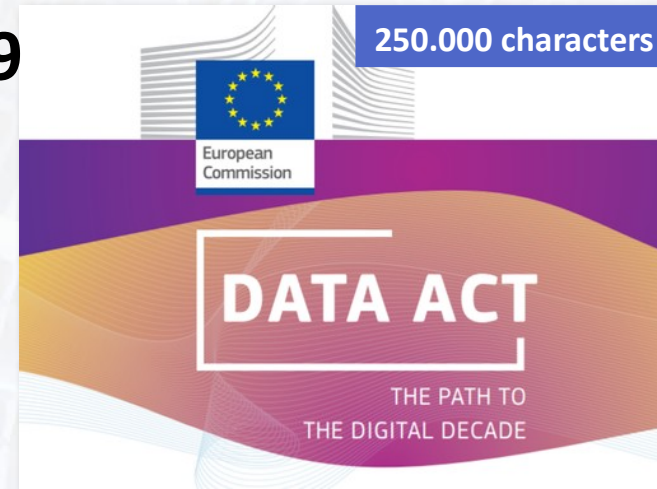 9
250.000 characters
European
Commission
DATA ACT
THE PATH TO
THE DIGITAL DECADE